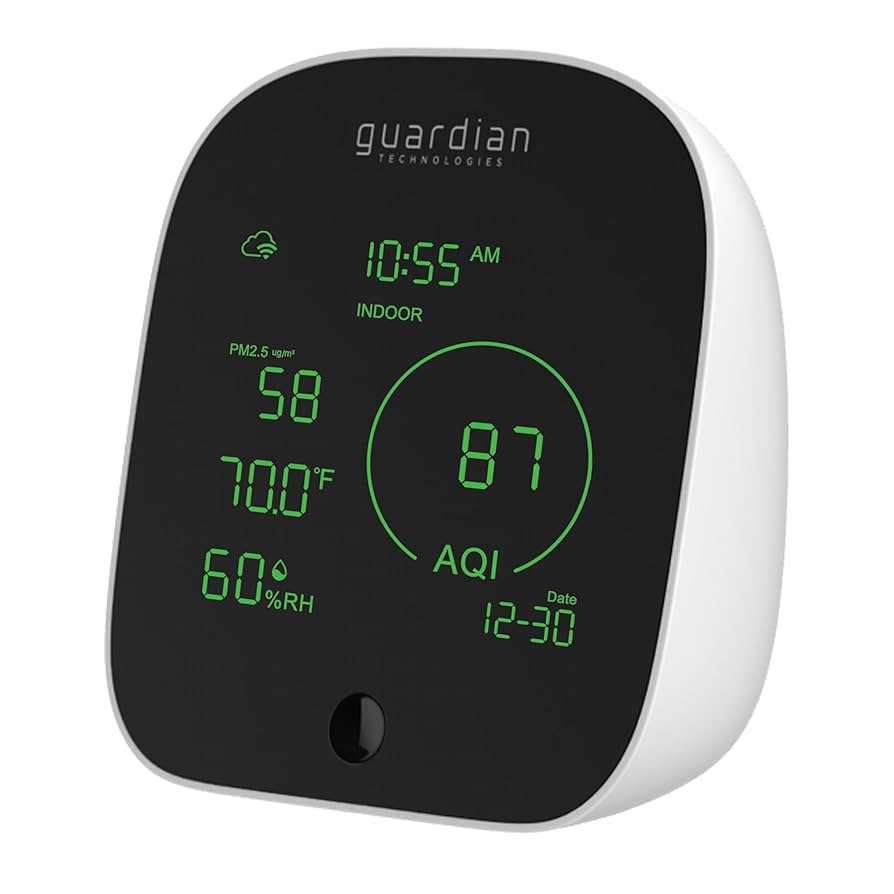 guardian
TECHNOLOGIES
10:55 AM
INDOOR
PM2.5 ug/m³
58
70.0°F
60%RH
87
AQI
Date
12-30